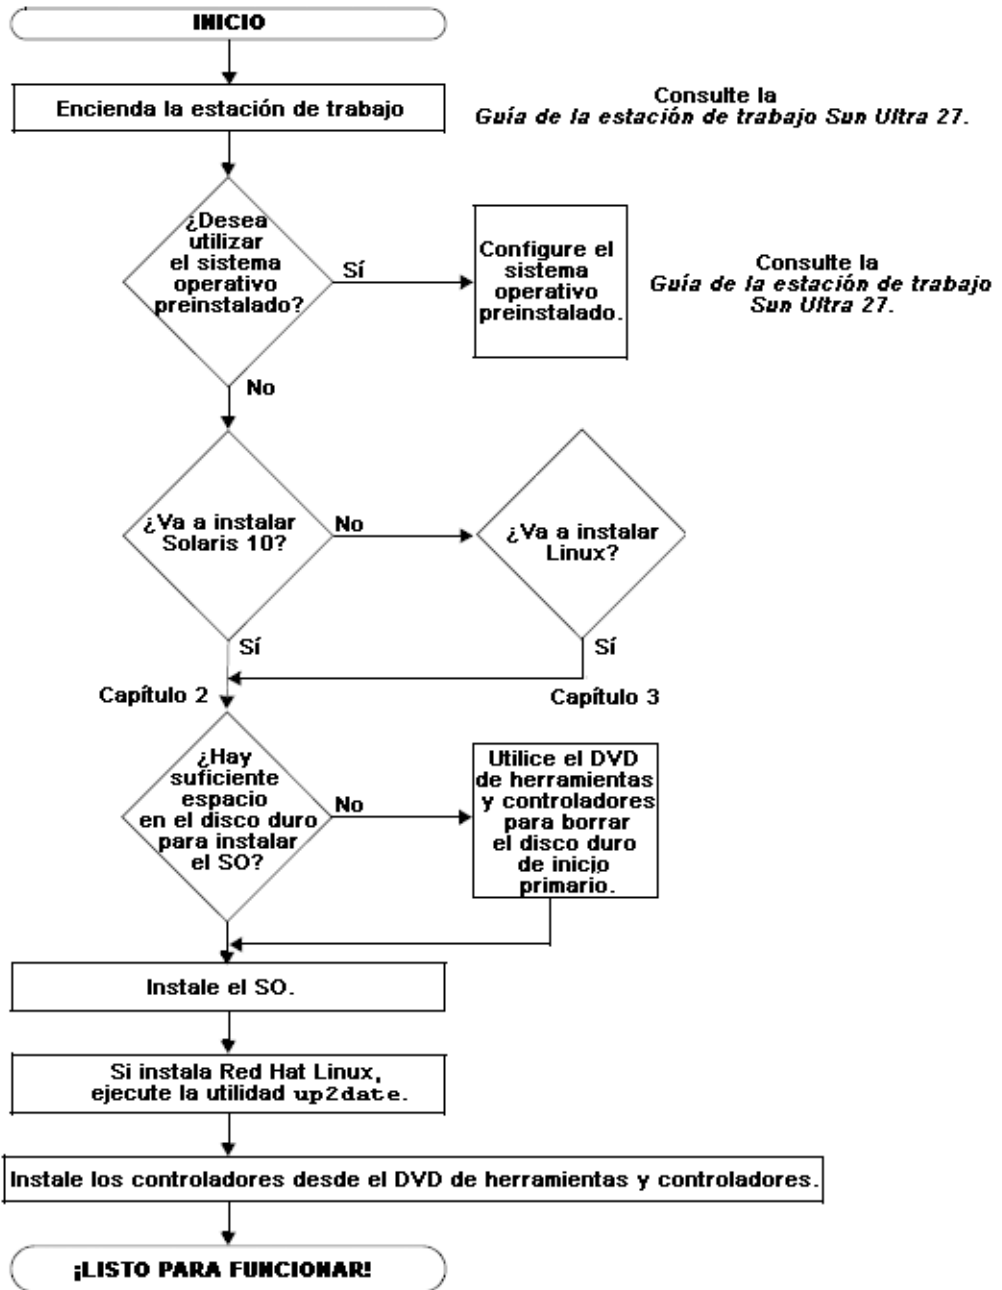 INICIO
Encienda la estación de trabajo
Consulte la
Guía de la estación de trabajo Sun Ultra 27.
¿Desea
utilizar
el sistema
operativo
preinstalado?
Sí
Configure el
sistema
operativo
preinstalado.
Consulte la
Guía de la estación de trabajo
Sun Ultra 27.
No
¿Va a instalar
Solaris 10?
No
¿Va a instalar
Linux?
Sí
Sí
Capítulo 2
Capítulo 3
¿Hay
suficiente
espacio
en el disco duro
para instalar
el SO?
No
Utilice el DVD
de herramientas
y controladores
para borrar
el disco duro
de inicio
primario.
Instale el SO.
Si instala Red Hat Linux,
ejecute la utilidad up2date.
Instale los controladores desde el DVD de herramientas y controladores.
¡LISTO PARA FUNCIONAR!